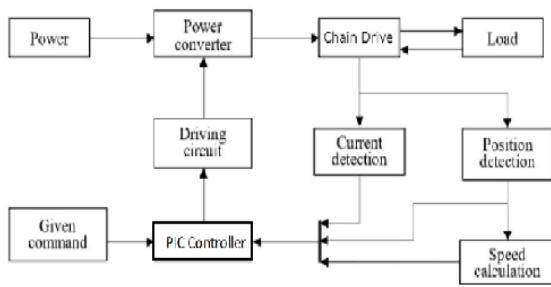 Power
Power
converter
Chain Drive
Load
Driving
circuit
Current
detection
Position
detection
Given
command
PIC Controller
Speed
calculation